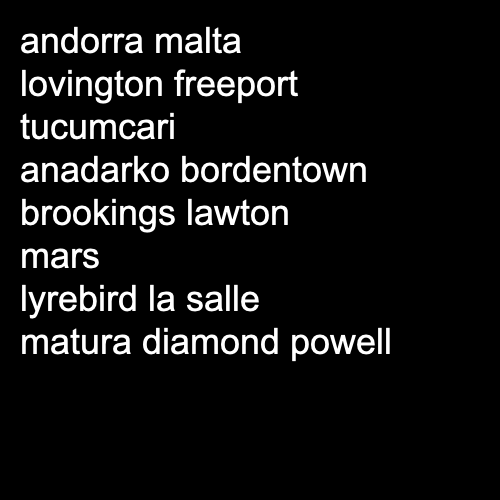 andorra malta
lovington freeport
tucumcari
anadarko bordentown
brookings lawton
mars
lyrebird la salle
matura diamond powell